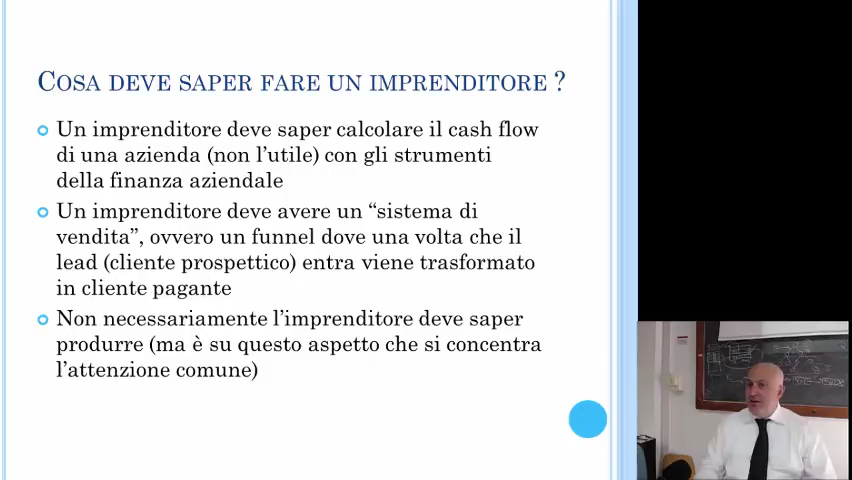 Cosa deve saper fare un imprenditore ?
Un imprenditore deve saper calcolare il cash flow
di una azienda (non l’utile) con gli strumenti
della finanza aziendale
Un imprenditore deve avere un “sistema di
vendita”, ovvero un funnel dove una volta che il
lead (cliente prospettico) entra viene trasformato
in cliente pagante
Non necessariamente l’imprenditore deve saper
produrre (ma è su questo aspetto che si concentra
l’attenzione comune)